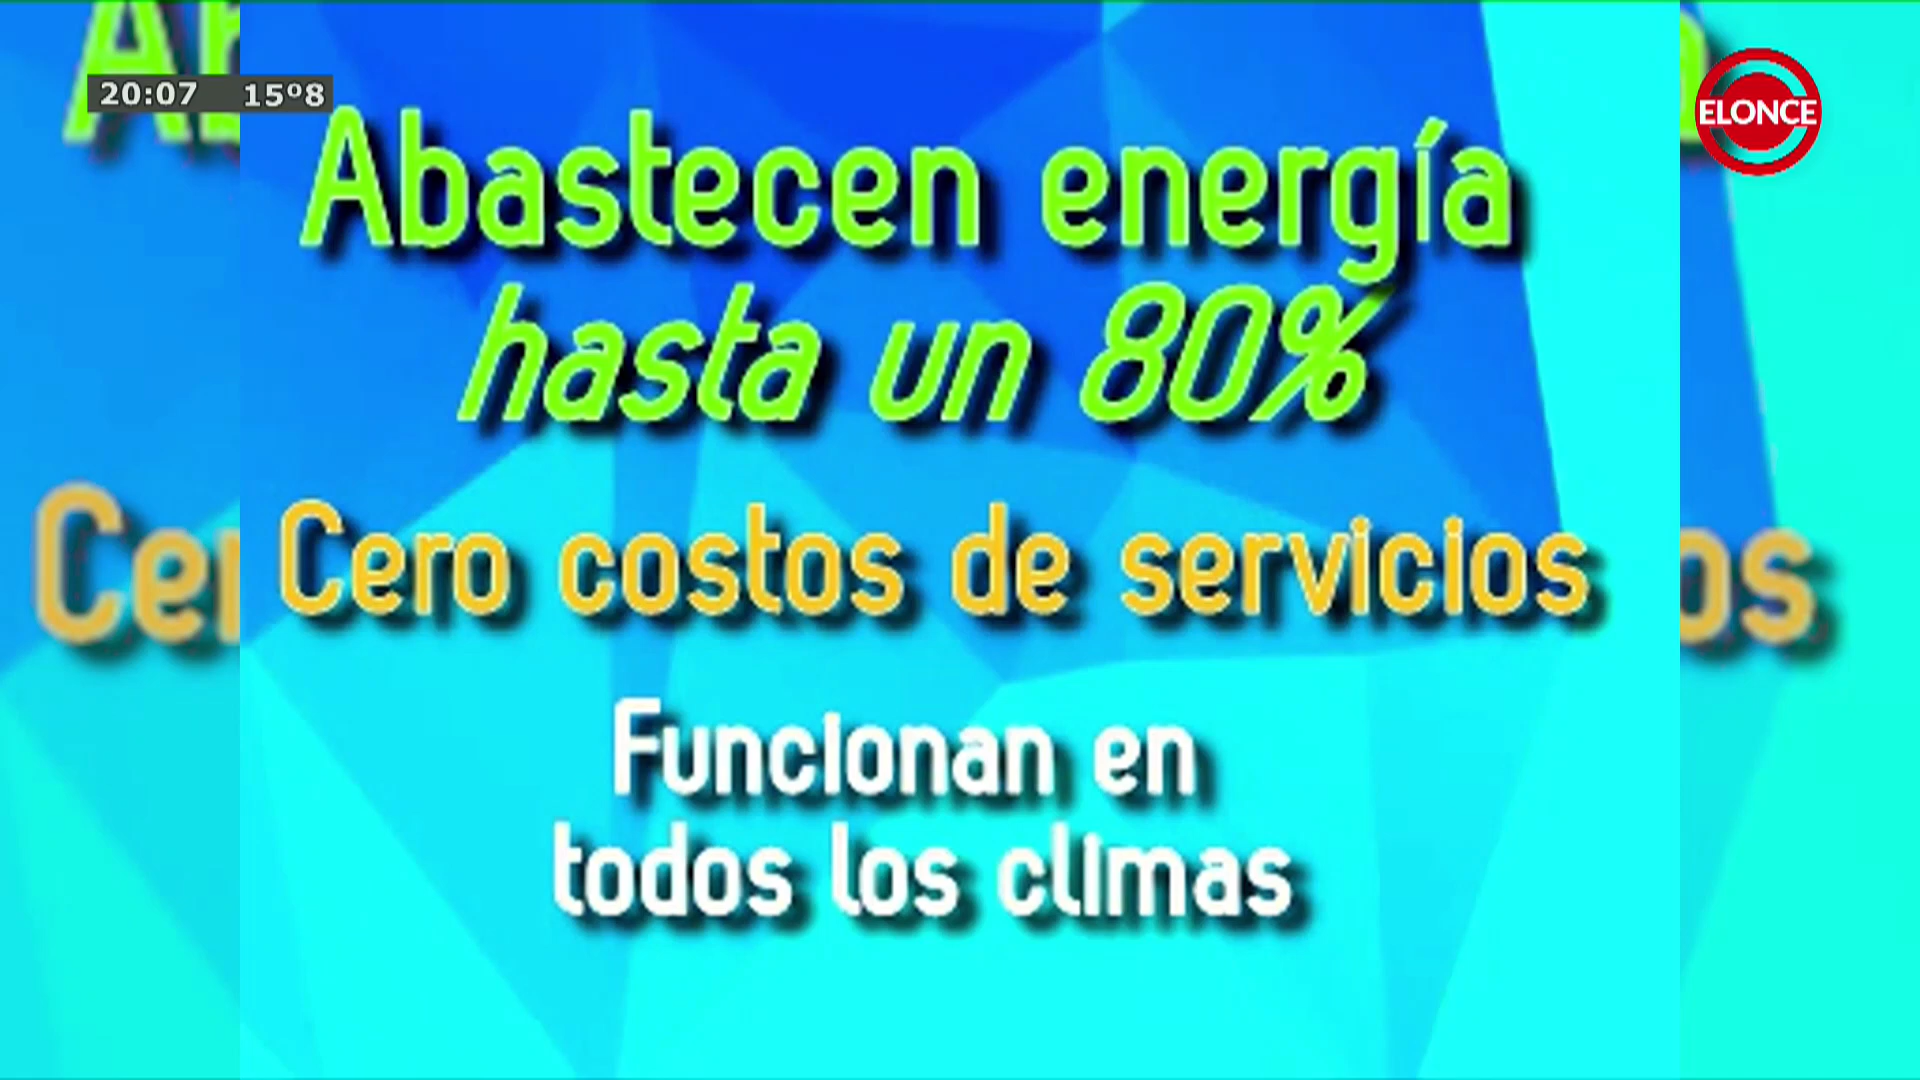 20:07 15º8
ELONCE
Abastecen energía
hasta un 80%
Cero costos de servicios
Funcionan en
todos los climas